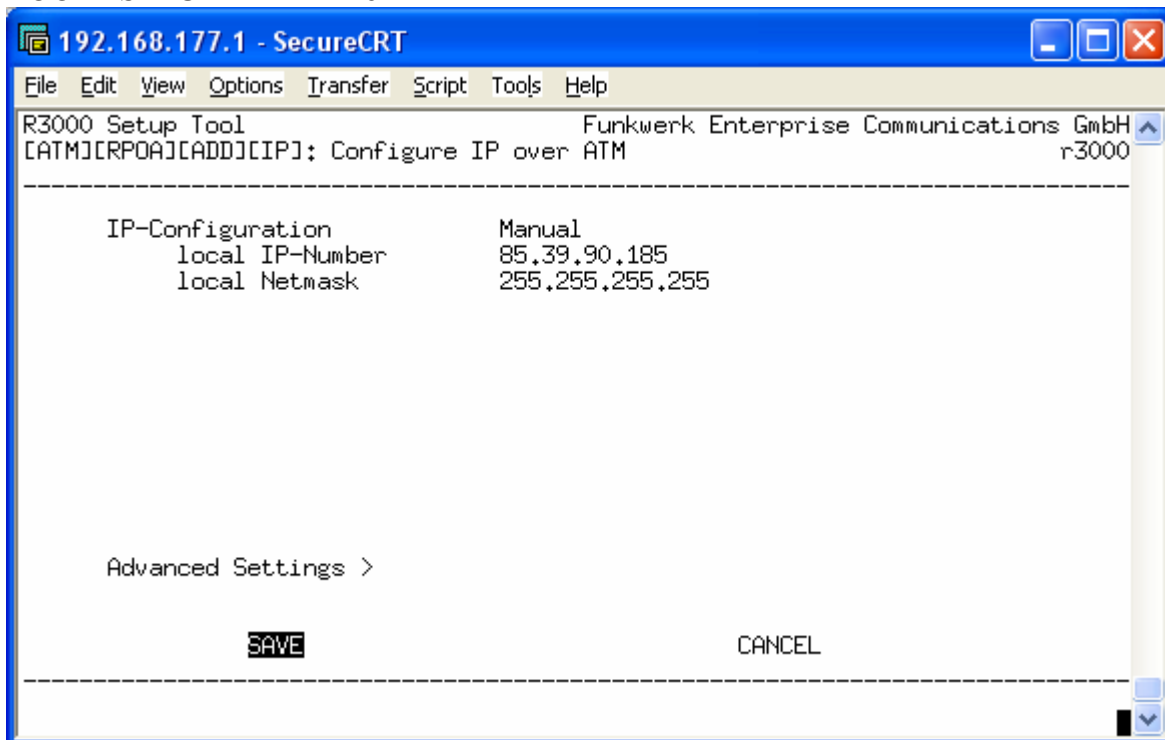 192.168.177.1 - SecureCRT
File Edit View Options Transfer Script Tools Help
R3000 Setup Tool Funkwerk Enterprise Communications GmbH
[ATM][RPOA][ADD][IP]: Configure IP over ATM r3000
IP-Configuration Manual
local IP-Number 85.39.90.185
local Netmask 255.255.255.255
Advanced Settings >
SAVE CANCEL